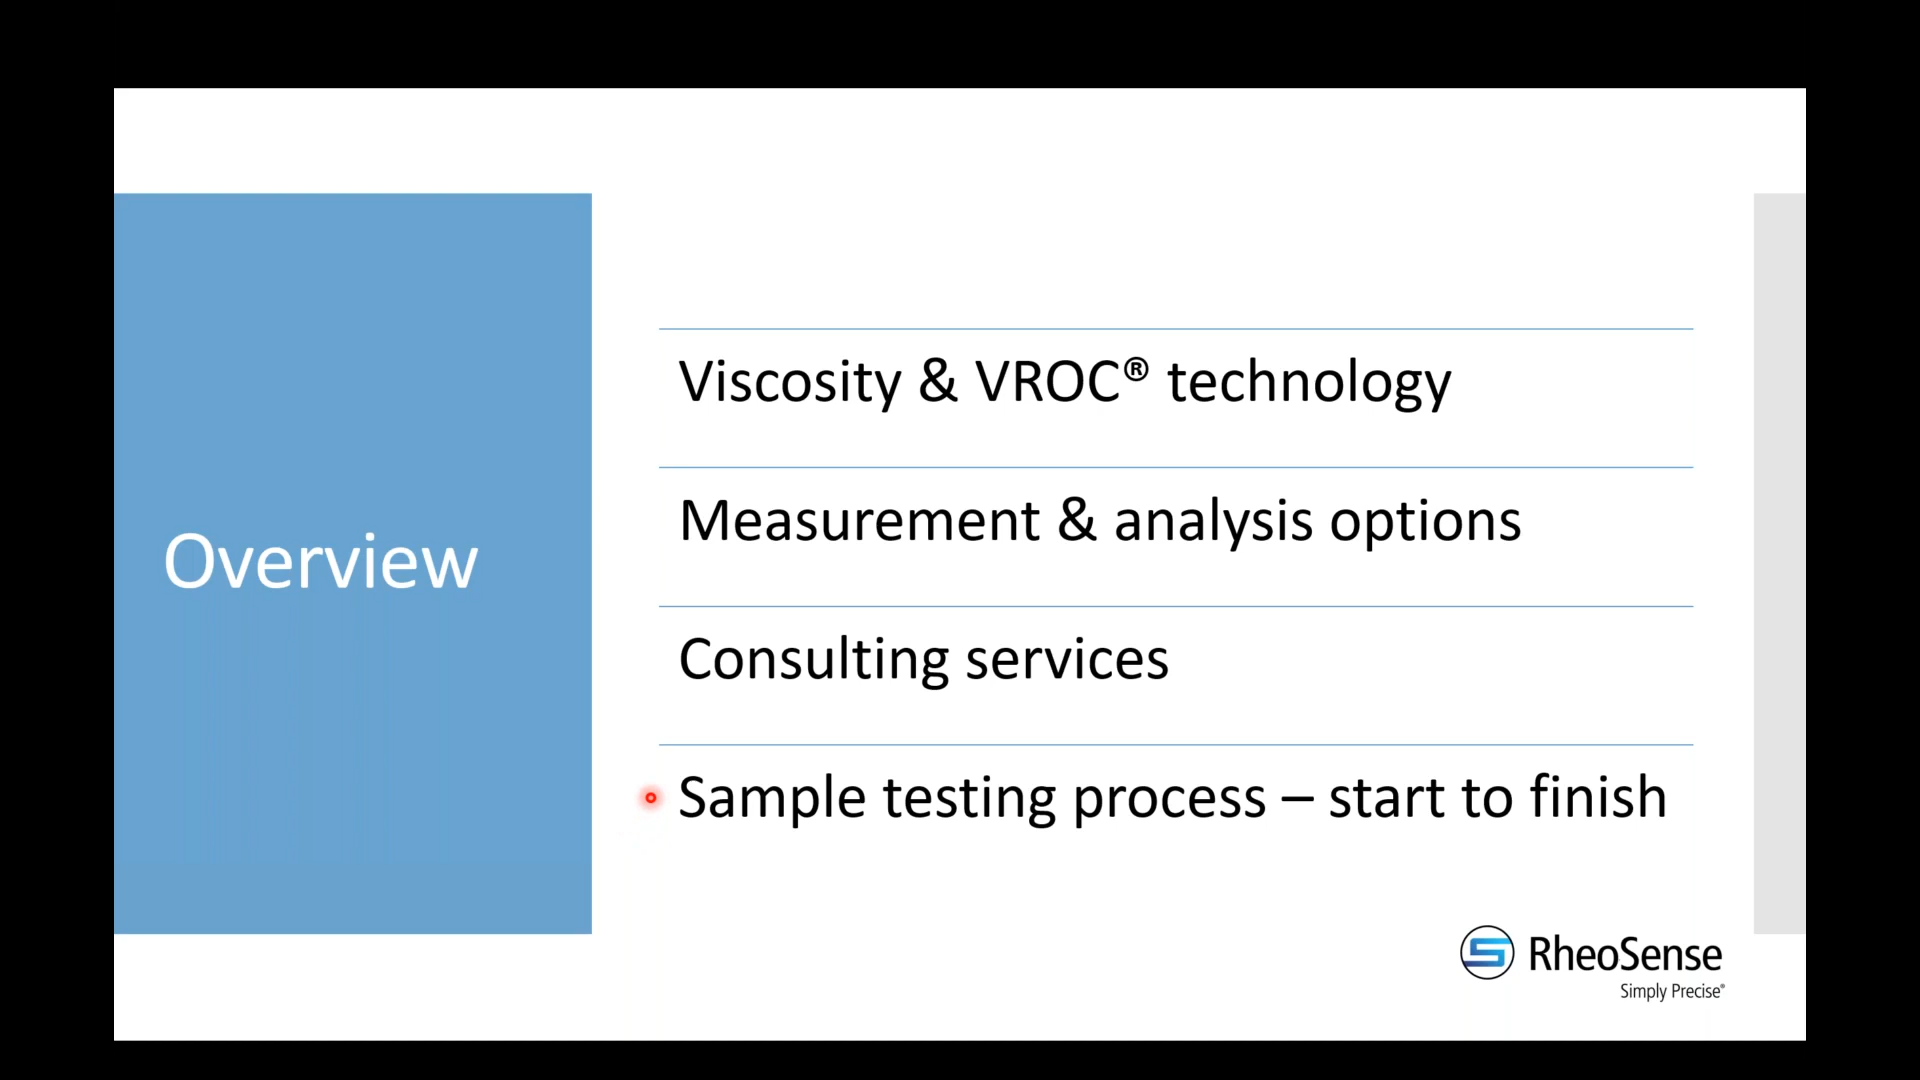 Overview
Viscosity & VROC® technology
Measurement & analysis options
Consulting services
Sample testing process – start to finish
RheoSense
Simply Precise®